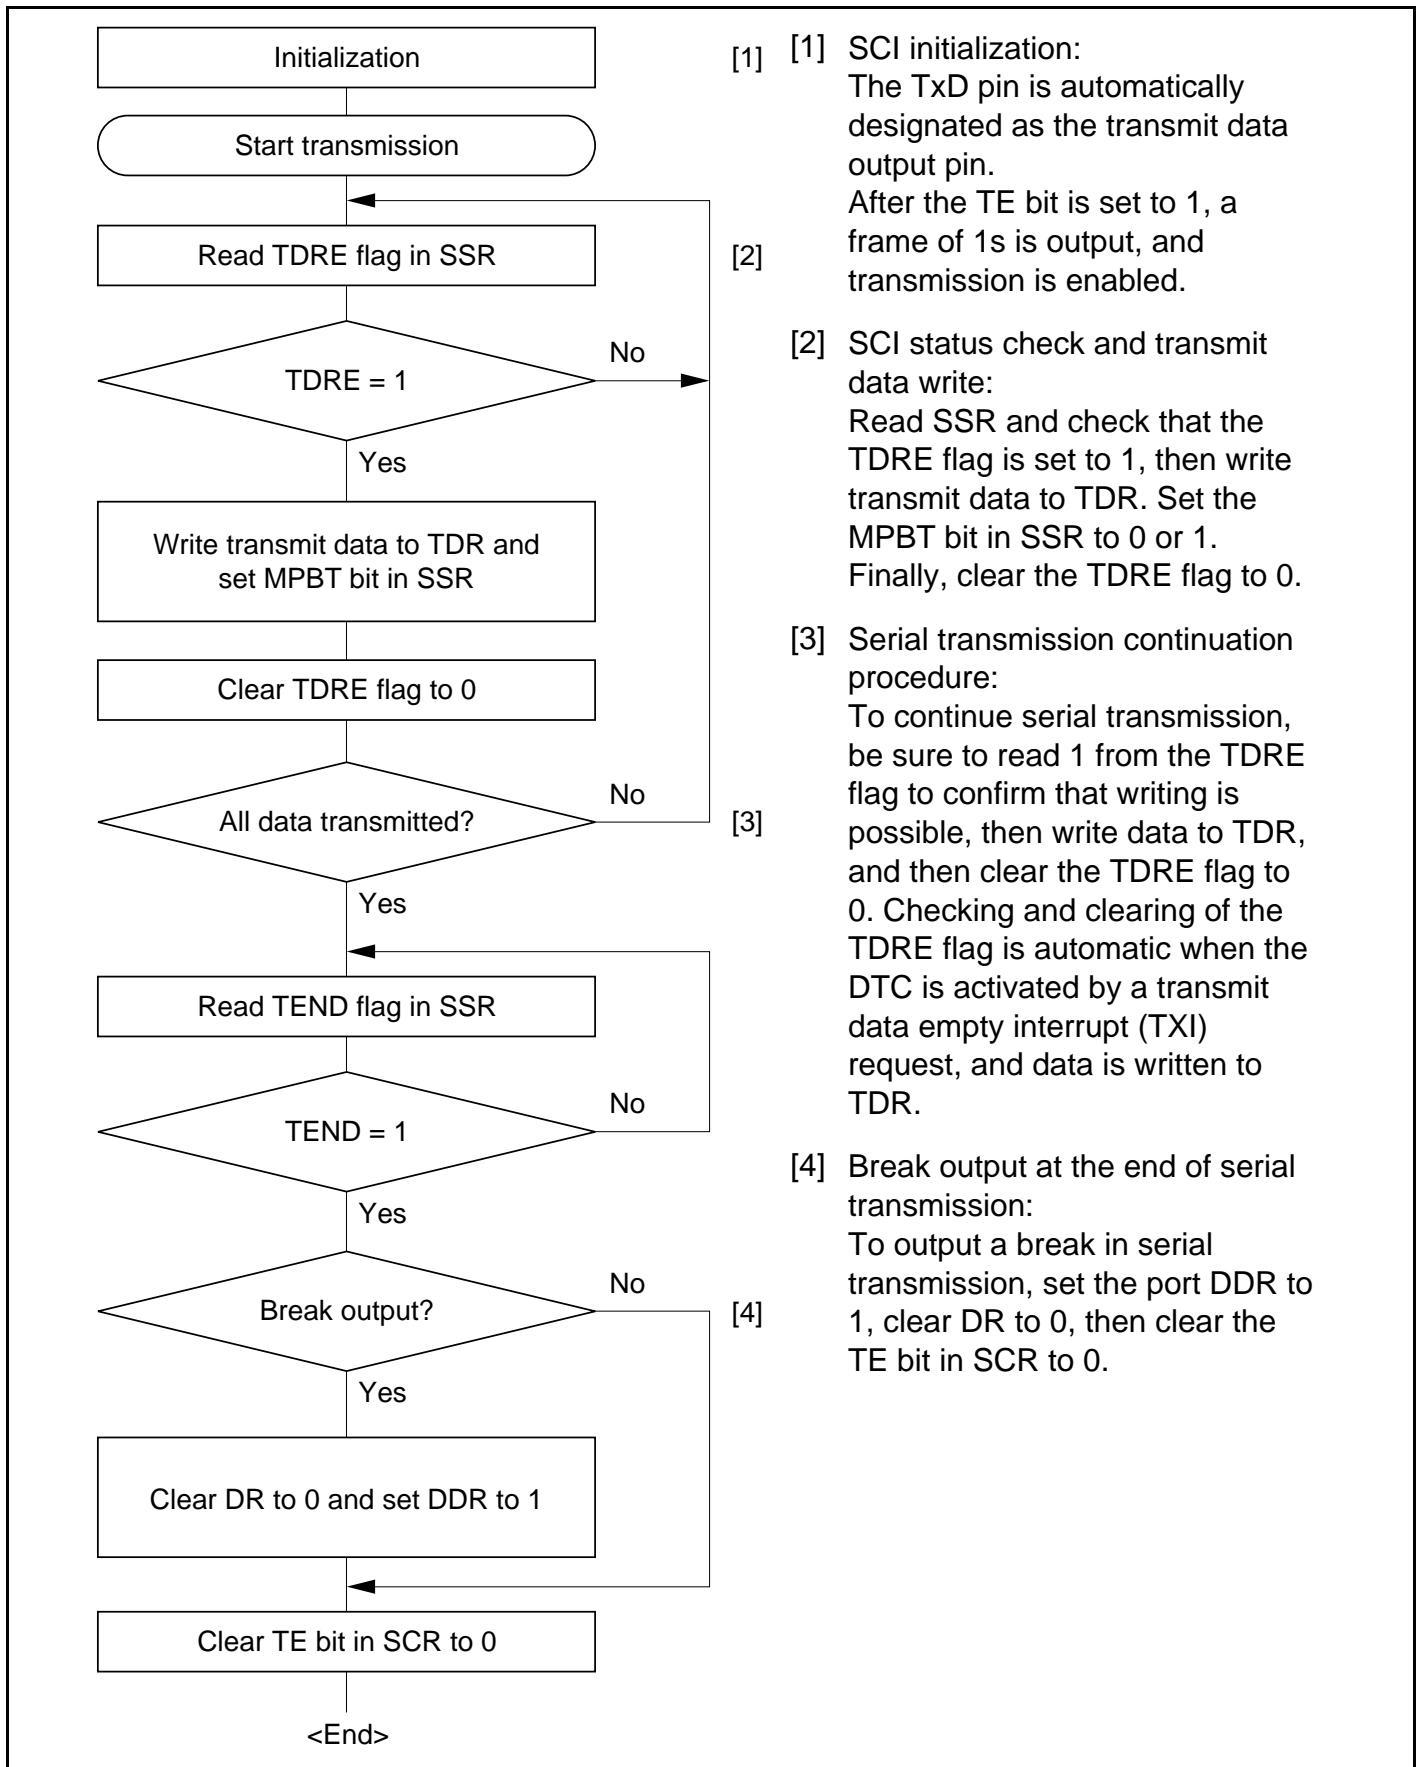 Initialization
[1]
Start transmission
Read TDRE flag in SSR
[2]
TDRE = 1
No
Yes
Write transmit data to TDR and
set MPBT bit in SSR
Clear TDRE flag to 0
All data transmitted?
No
[3]
Yes
Read TEND flag in SSR
TEND = 1
No
Yes
Break output?
No
[4]
Yes
Clear DR to 0 and set DDR to 1
Clear TE bit in SCR to 0
<End>
[1] SCI initialization:
The TxD pin is automatically
designated as the transmit data
output pin.
After the TE bit is set to 1, a
frame of 1s is output, and
transmission is enabled.
[2] SCI status check and transmit
data write:
Read SSR and check that the
TDRE flag is set to 1, then write
transmit data to TDR. Set the
MPBT bit in SSR to 0 or 1.
Finally, clear the TDRE flag to 0.
[3] Serial transmission continuation
procedure:
To continue serial transmission,
be sure to read 1 from the TDRE
flag to confirm that writing is
possible, then write data to TDR,
and then clear the TDRE flag to
0. Checking and clearing of the
TDRE flag is automatic when the
DTC is activated by a transmit
data empty interrupt (TXI)
request, and data is written to
TDR.
[4] Break output at the end of serial
transmission:
To output a break in serial
transmission, set the port DDR to
1, clear DR to 0, then clear the
TE bit in SCR to 0.